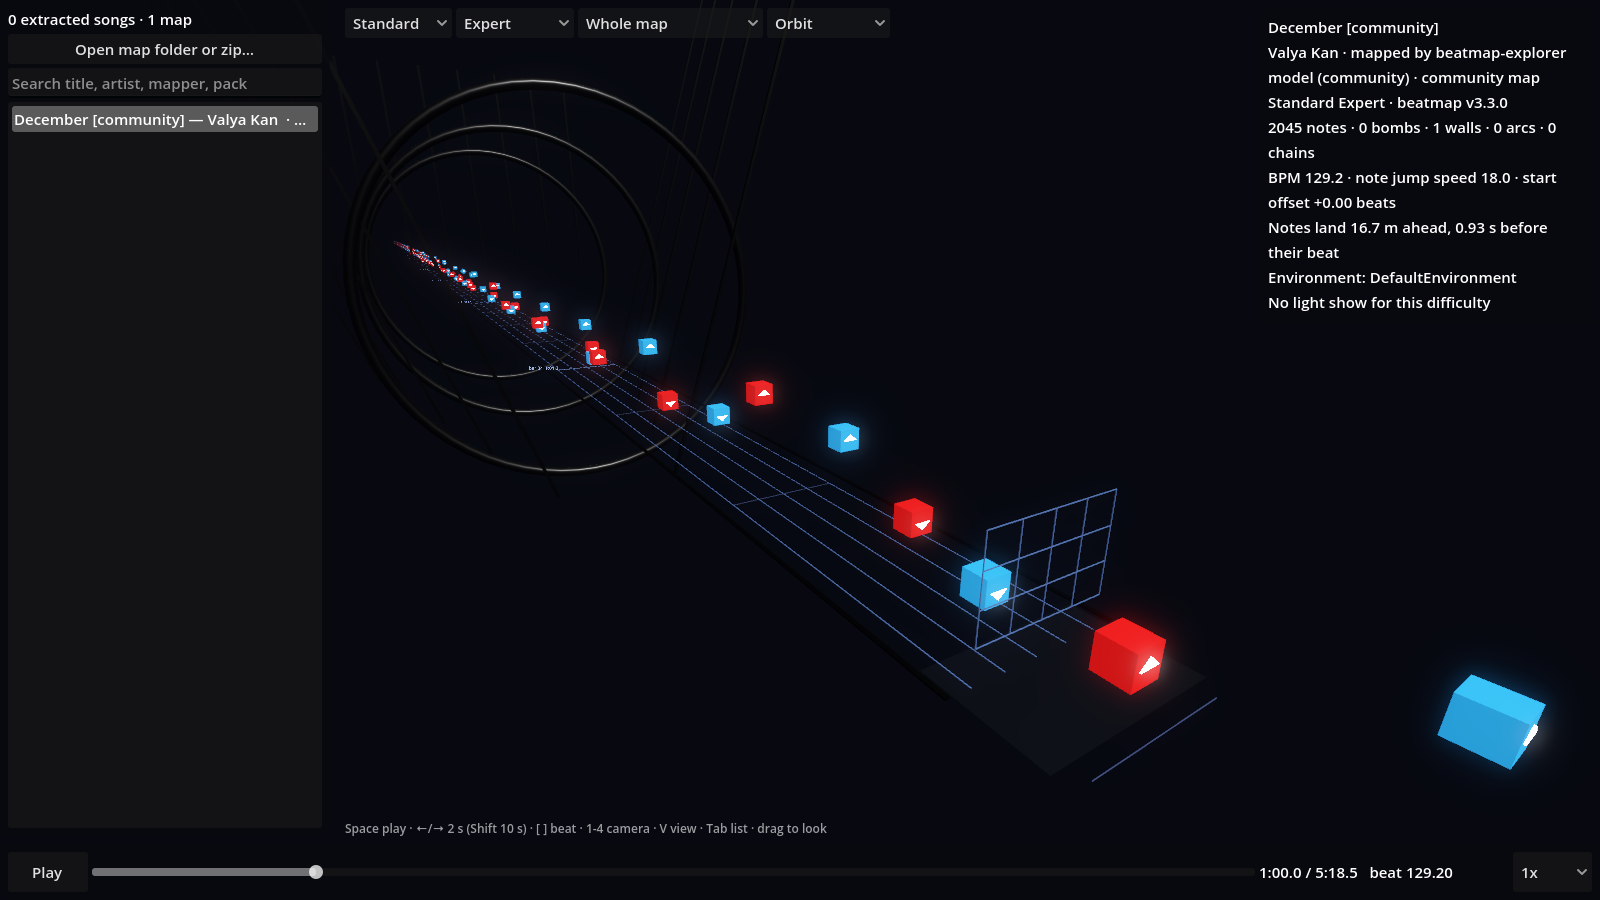 0 extracted songs · 1 map
Open map folder or zip...
Search title, artist, mapper, pack
December [community] — Valya Kan · ...
Standard
Expert
Whole map
Orbit
December [community]
Valya Kan · mapped by beatmap-explorer
model (community) · community map
Standard Expert · beatmap v3.3.0
2045 notes · 0 bombs · 1 walls · 0 arcs · 0
chains
BPM 129.2 · note jump speed 18.0 · start
offset +0.00 beats
Notes land 16.7 m ahead, 0.93 s before
their beat
Environment: DefaultEnvironment
No light show for this difficulty
Space play · ←/→ 2 s (Shift 10 s) · [ ] beat · 1-4 camera · V view · Tab list · drag to look
Play
1:00.0 / 5:18.5 beat 129.20
1x